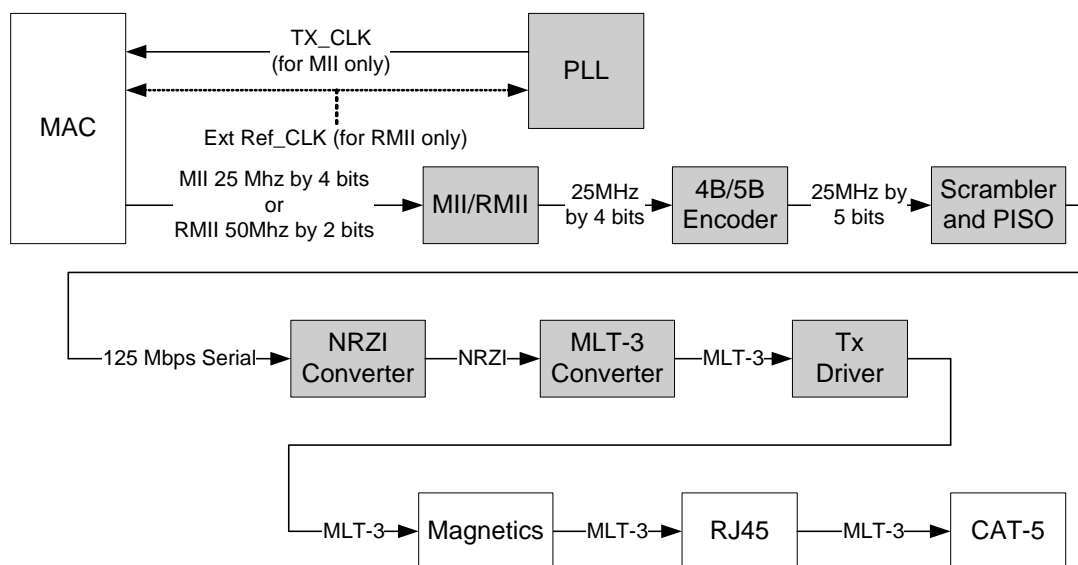 TX_CLK
(for MII only)
PLL
MAC
Ext Ref_CLK (for RMII only)
MII 25 Mhz by 4 bits
or
RMII 50Mhz by 2 bits
MII/RMII
25MHz
by 4 bits
4B/5B
Encoder
25MHz by
5 bits
Scrambler
and PISO
125 Mbps Serial
NRZI
Converter
NRZI
MLT-3
Converter
MLT-3
Tx
Driver
MLT-3
Magnetics
MLT-3
RJ45
MLT-3
CAT-5